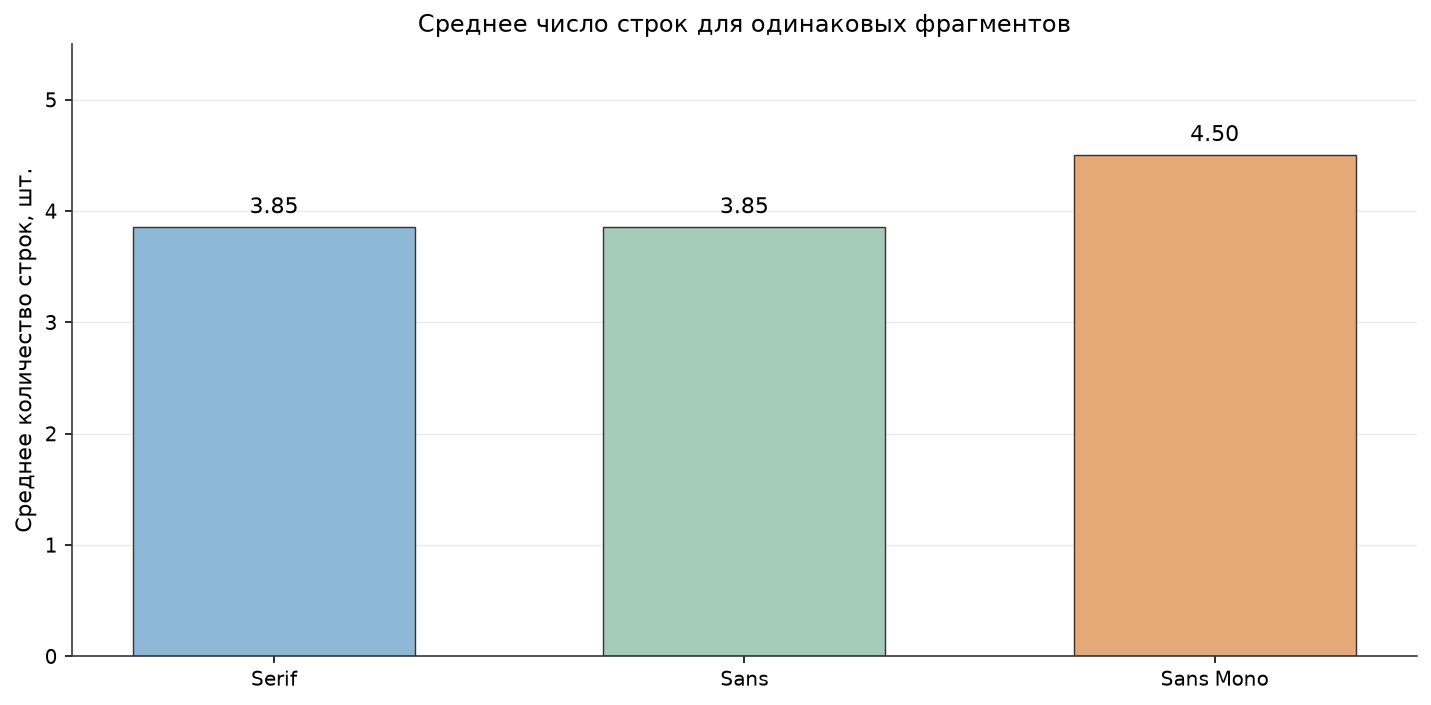 Среднее число строк для одинаковых фрагментов
Среднее количество строк, шт.
5
4
3
2
1
0
3.85
3.85
4.50
Serif
Sans
Sans Mono